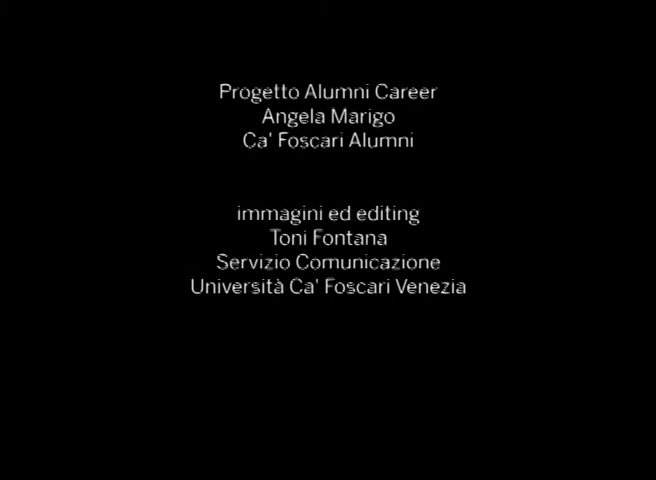 Progetto Alumni Career
Angela Marigo
Ca' Foscari Alumni
immagini ed editing
Toni Fontana
Servizio Comunicazione
Università Ca' Foscari Venezia